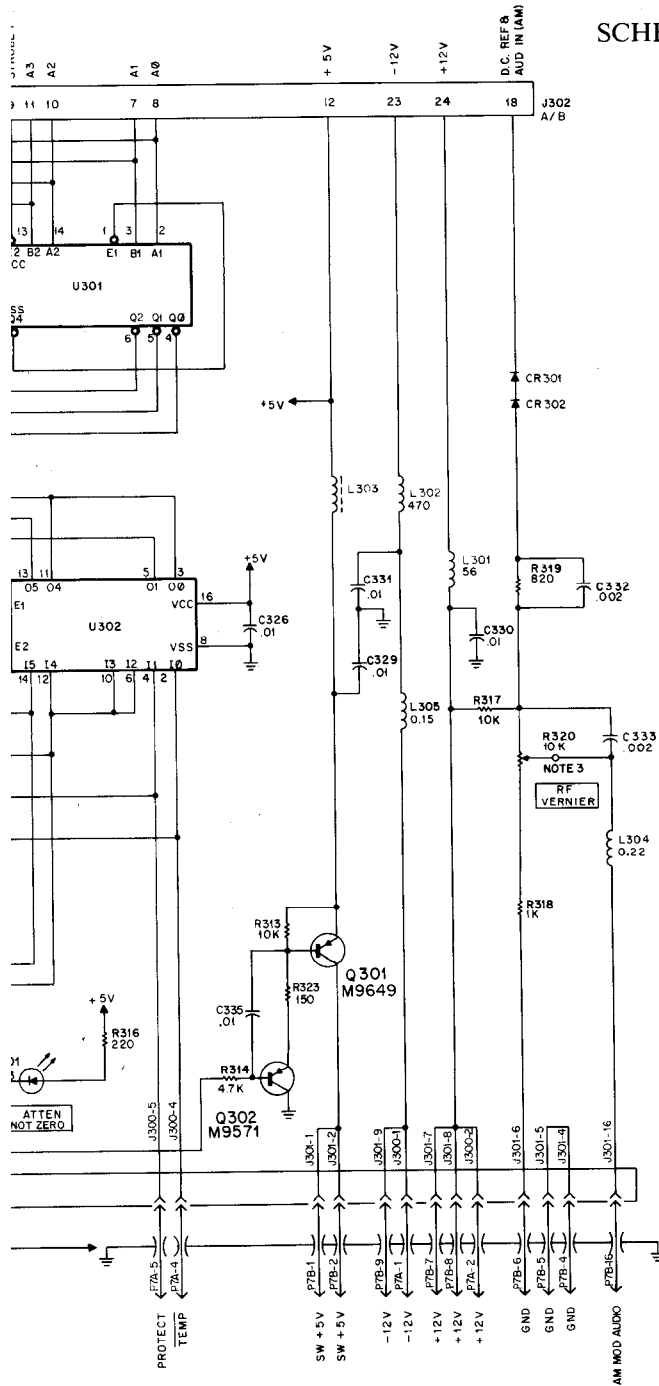 SCHE
A3
A2
A1
A0
+5V
-12V
+12V
D.C. REF &
AUD IN (AM)
9 11 10 7 8 12 23 24 18 J302
A/B
13 14 1 3 2
B2 A2 E1 B1 A1
CC
U301
SS
Q4 Q2 Q1 Q0
6 5 4
CR301
+5V
CR302
L303
L302
470
L301
56
R319
820
C332
.002
13 11 5 3
O5 O4 O1 O0
+5V
E1
VCC 16
U302
C326
.01
E2
VSS 8
I5 I4 I3 I2 I1 I0
14 12 10 6 4 2
C331
.01
C330
.01
C329
.01
L305
0.15
R317
10K
R320
10K
C333
.002
NOTE 3
RF
VERNIER
L304
0.22
R318
1K
R313
10K
Q301
M9649
R323
150
C335
.01
+5V
R316
220
R314
4.7K
Q302
M9571
ATTEN
NOT ZERO
J300-5
J300-4
J301-1
J301-2
J301-9
J300-1
J301-7
J301-8
J300-2
J301-6
J301-5
J301-4
J301-16
P7A-5
P7A-4
P7B-1
P7B-2
P7B-9
P7A-1
P7B-7
P7B-8
P7A-2
P7B-6
P7B-5
P7B-4
P7B-16
PROTECT
TEMP
SW +5V
SW +5V
-12V
-12V
+12V
+12V
+12V
GND
GND
GND
AM MOD AUDIO